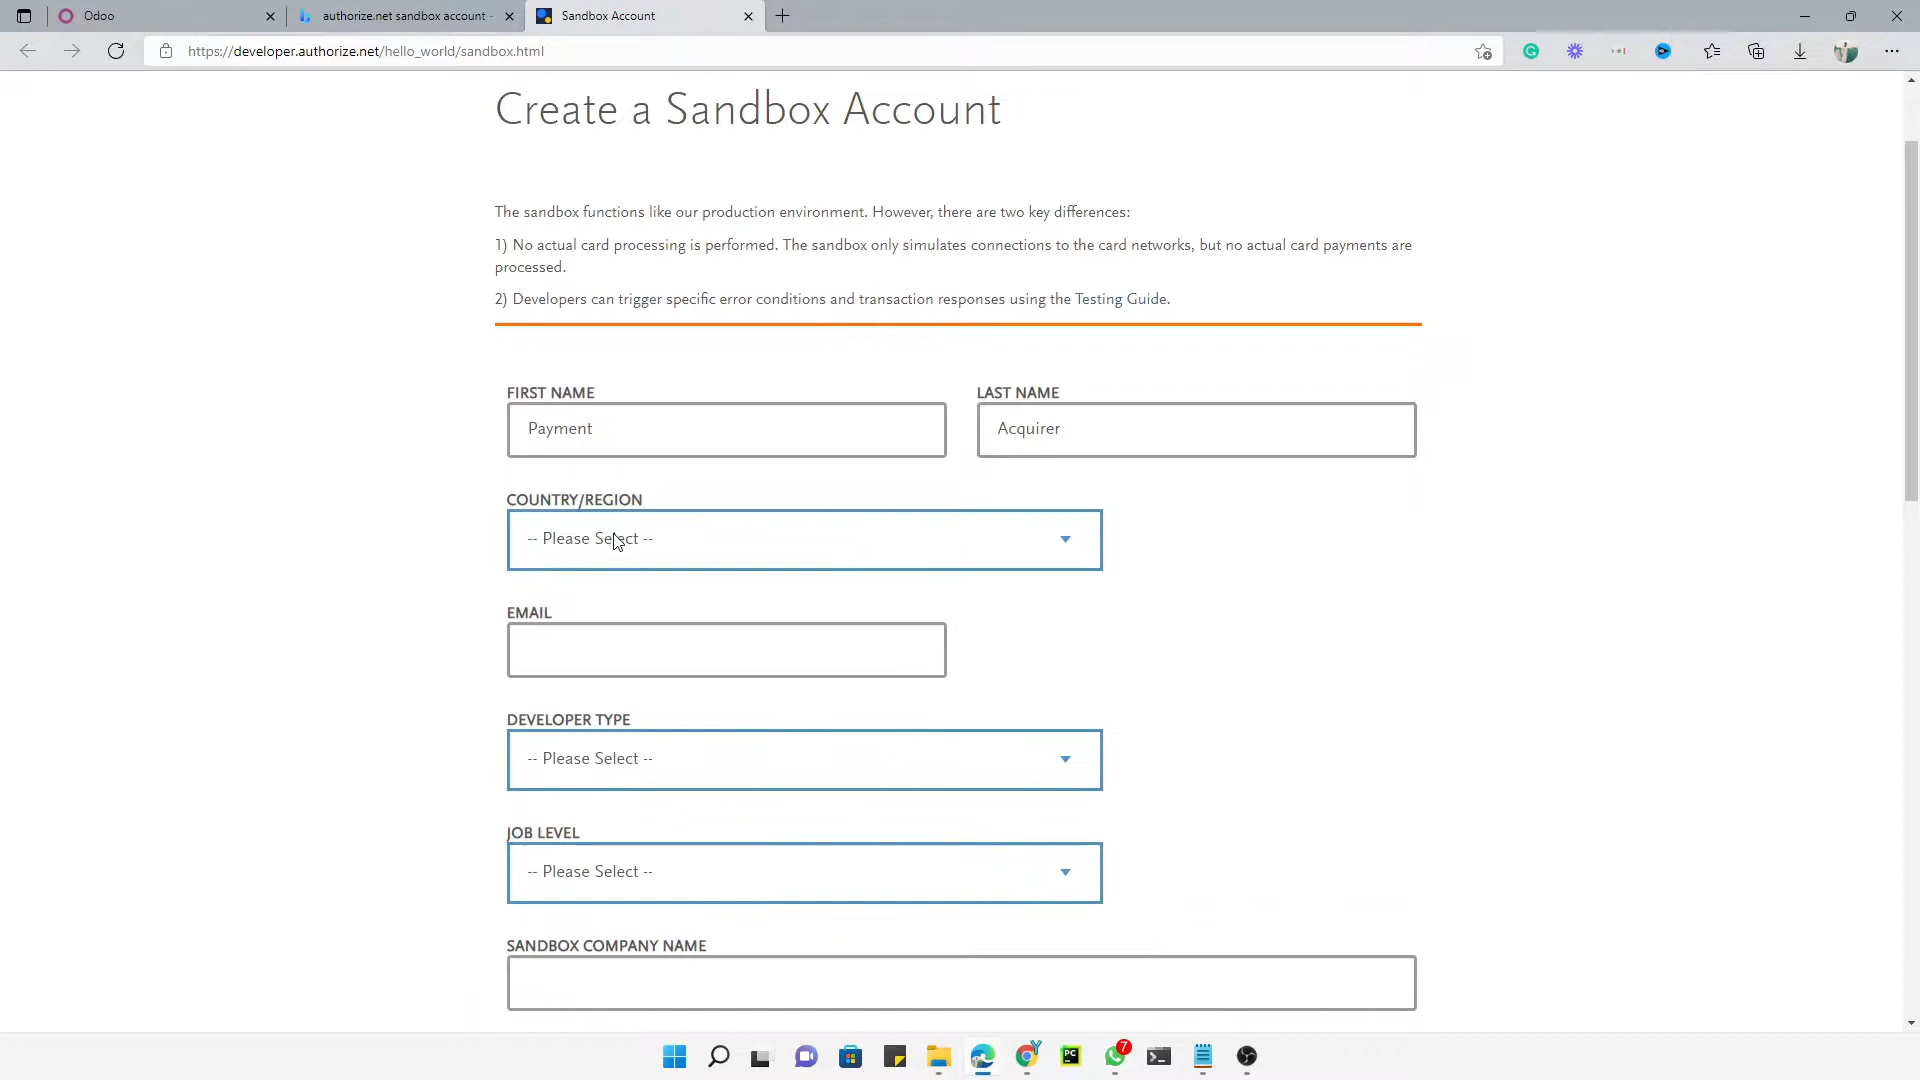 Odoo
authorize.net sandbox account -
Sandbox Account
https://developer.authorize.net/hello_world/sandbox.html
Create a Sandbox Account
The sandbox functions like our production environment. However, there are two key differences:
1) No actual card processing is performed. The sandbox only simulates connections to the card networks, but no actual card payments are
processed.
2) Developers can trigger specific error conditions and transaction responses using the Testing Guide.
FIRST NAME
LAST NAME
Payment
Acquirer
COUNTRY/REGION
-- Please Select --
EMAIL
DEVELOPER TYPE
-- Please Select --
JOB LEVEL
-- Please Select --
SANDBOX COMPANY NAME
PC
7